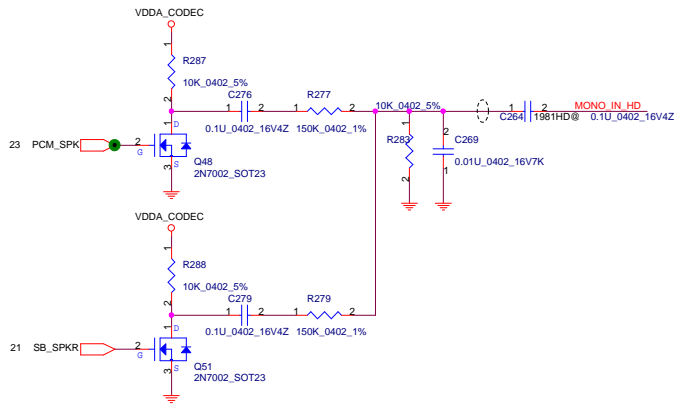 VDDA_CODEC
1
R287
10K_0402_5%
2
C276
1 2
0.1U_0402_16V4Z
R277
1 2
150K_0402_1%
10K_0402_5%
1 2
C264
1981HD@
MONO_IN_HD
0.1U_0402_16V4Z
1
R283
2
2
C269
0.01U_0402_16V7K
1
23 PCM_SPK
2
G
1
D
3
S
Q48
2N7002_SOT23
VDDA_CODEC
1
R288
10K_0402_5%
2
C279
1 2
0.1U_0402_16V4Z
R279
1 2
150K_0402_1%
21 SB_SPKR
2
G
1
D
3
S
Q51
2N7002_SOT23